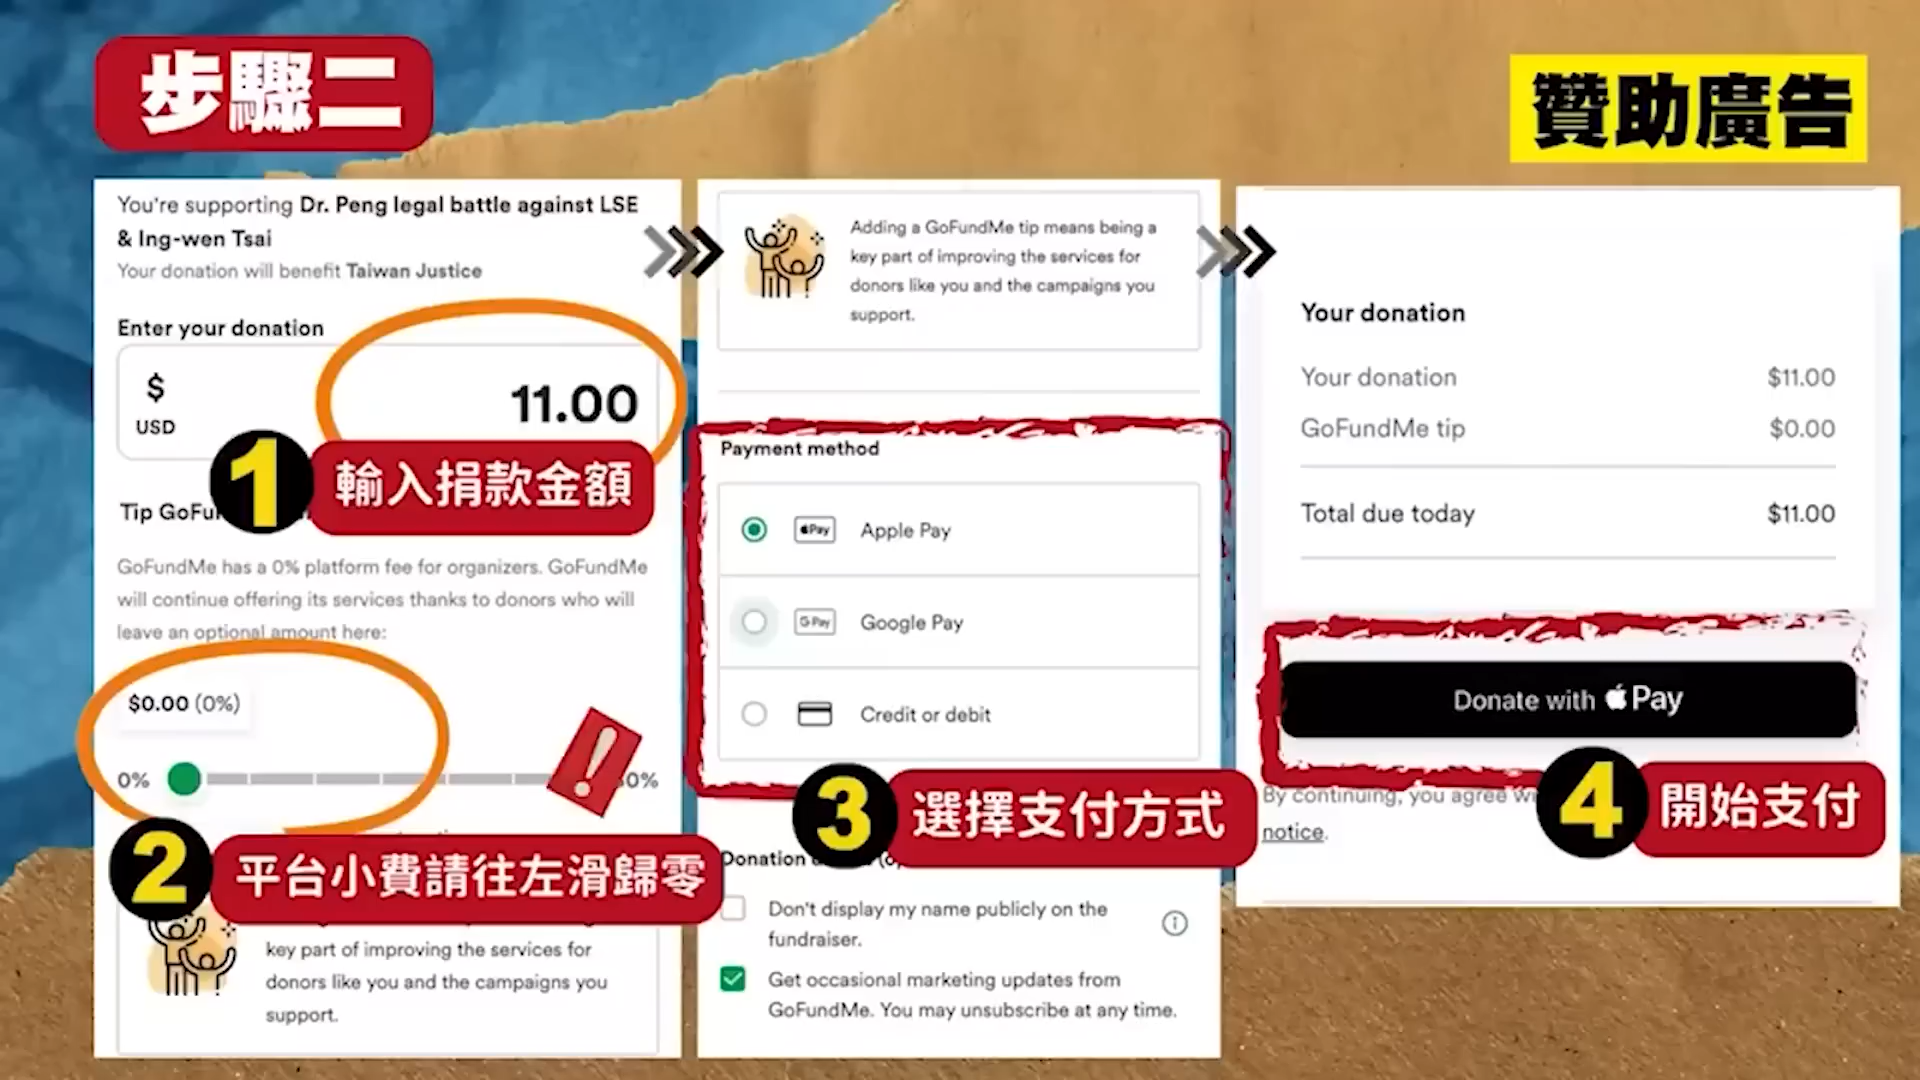 步驟二
贊助廣告
You're supporting Dr. Peng legal battle against LSE
& Ing-wen Tsai
Your donation will benefit Taiwan Justice
Enter your donation
$
USD
11.00
1
輸入捐款金額
Tip
GoFundMe has a 0% platform fee for organizers. GoFundMe
will continue offering its services thanks to donors who will
leave an optional amount here:
$0.00 (0%)
0%
!
0%
2
平台小費請往左滑歸零
key part of improving the services for
donors like you and the campaigns you
support.
Adding a GoFundMe tip means being a
key part of improving the services for
donors like you and the campaigns you
support.
Payment method
Pay
Apple Pay
G Pay
Google Pay
Credit or debit
3
選擇支付方式
Donation
Don't display my name publicly on the
fundraiser.
Get occasional marketing updates from
GoFundMe. You may unsubscribe at any time.
Your donation
Your donation $11.00
GoFundMe tip $0.00
Total due today $11.00
Donate with Pay
4
開始支付
By continuing, you agree
notice.